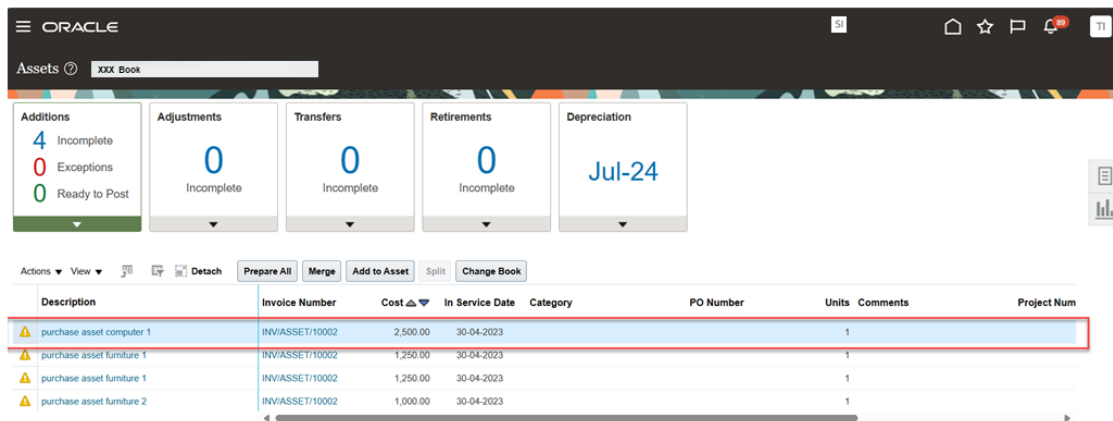 ORACLE
SI
89
TI
Assets ? XXX Book
Additions
4 Incomplete
0 Exceptions
0 Ready to Post
Adjustments
0
Incomplete
Transfers
0
Incomplete
Retirements
0
Incomplete
Depreciation
Jul-24
Actions View Detach Prepare All Merge Add to Asset Split Change Book
Description Invoice Number Cost In Service Date Category PO Number Units Comments Project Num
purchase asset computer 1 INV/ASSET/10002 2,500.00 30-04-2023 1
purchase asset furniture 1 INV/ASSET/10002 1,250.00 30-04-2023 1
purchase asset furniture 1 INV/ASSET/10002 1,250.00 30-04-2023 1
purchase asset furniture 2 INV/ASSET/10002 1,000.00 30-04-2023 1